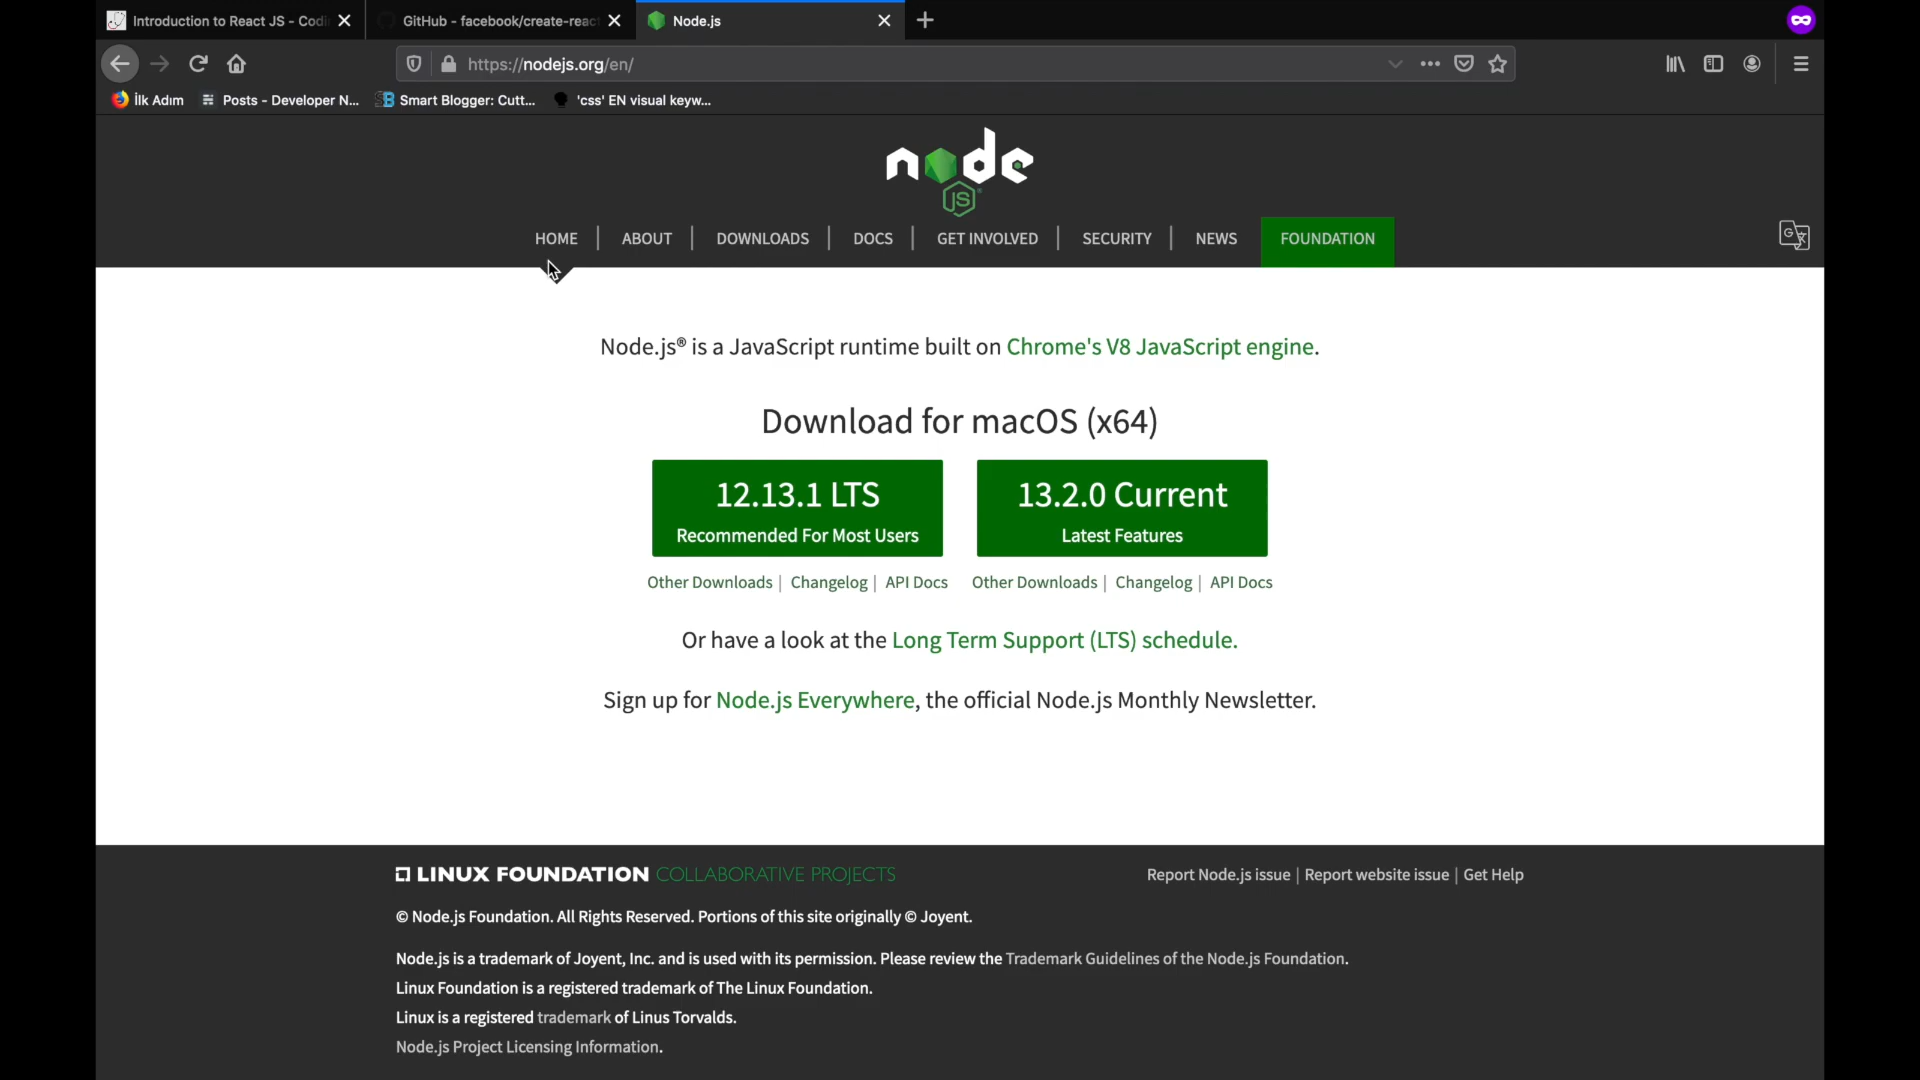 Introduction to React JS - Codi
GitHub - facebook/create-react
Node.js
https://nodejs.org/en/
İlk Adım
Posts - Developer N...
Smart Blogger: Cutt...
'css' EN visual keyw...
node
JS
HOME | ABOUT | DOWNLOADS | DOCS | GET INVOLVED | SECURITY | NEWS
FOUNDATION
Node.js® is a JavaScript runtime built on Chrome's V8 JavaScript engine.
Download for macOS (x64)
12.13.1 LTS
Recommended For Most Users
13.2.0 Current
Latest Features
Other Downloads | Changelog | API Docs
Other Downloads | Changelog | API Docs
Or have a look at the Long Term Support (LTS) schedule.
Sign up for Node.js Everywhere, the official Node.js Monthly Newsletter.
LINUX FOUNDATION COLLABORATIVE PROJECTS
Report Node.js issue | Report website issue | Get Help
© Node.js Foundation. All Rights Reserved. Portions of this site originally © Joyent.
Node.js is a trademark of Joyent, Inc. and is used with its permission. Please review the Trademark Guidelines of the Node.js Foundation.
Linux Foundation is a registered trademark of The Linux Foundation.
Linux is a registered trademark of Linus Torvalds.
Node.js Project Licensing Information.